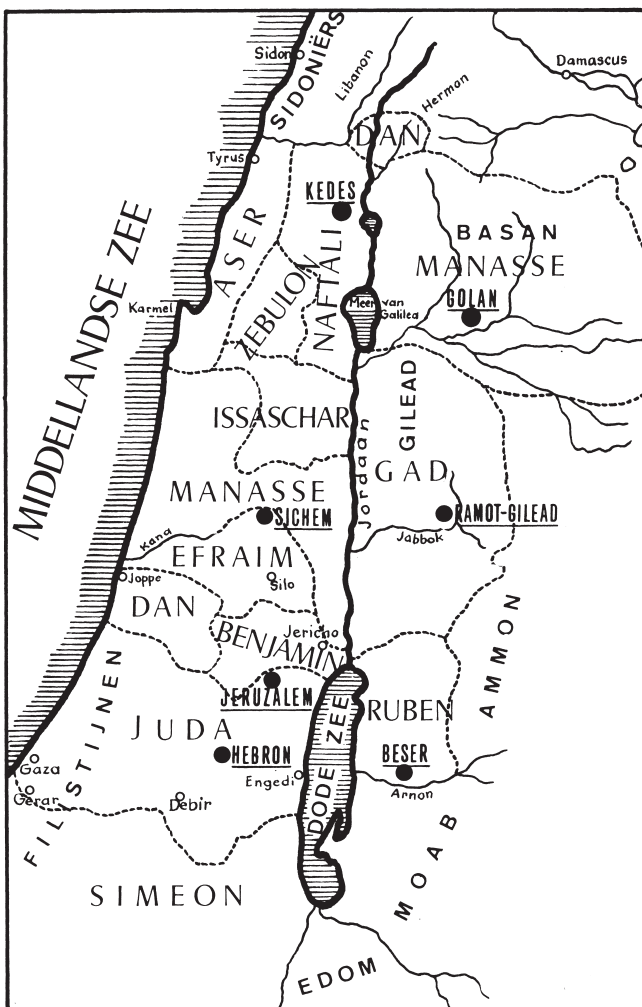 Sidon
SIDONIËRS
Libanon
Hermon
Damascus
DAN
Tyrus
KEDES
ASER
NAFTALI
BASAN
MANASSE
GOLAN
ZEBULON
MIDDELLANDSE ZEE
Karmel
Meer van
Galilea
GILEAD
ISSASCHAR
Jordaan
GAD
MANASSE
SICHEM
RAMOT-GILEAD
Kana
Jabbok
EFRAIM
Joppe
Silo
DAN
BENJAMIN
Jericho
AMMON
JERUZALEM
FILISTIJNEN
JUDA
RUBEN
HEBRON
BESER
DODE ZEE
Gaza
Engedi
Arnon
Gerar
Debir
MOAB
SIMEON
EDOM